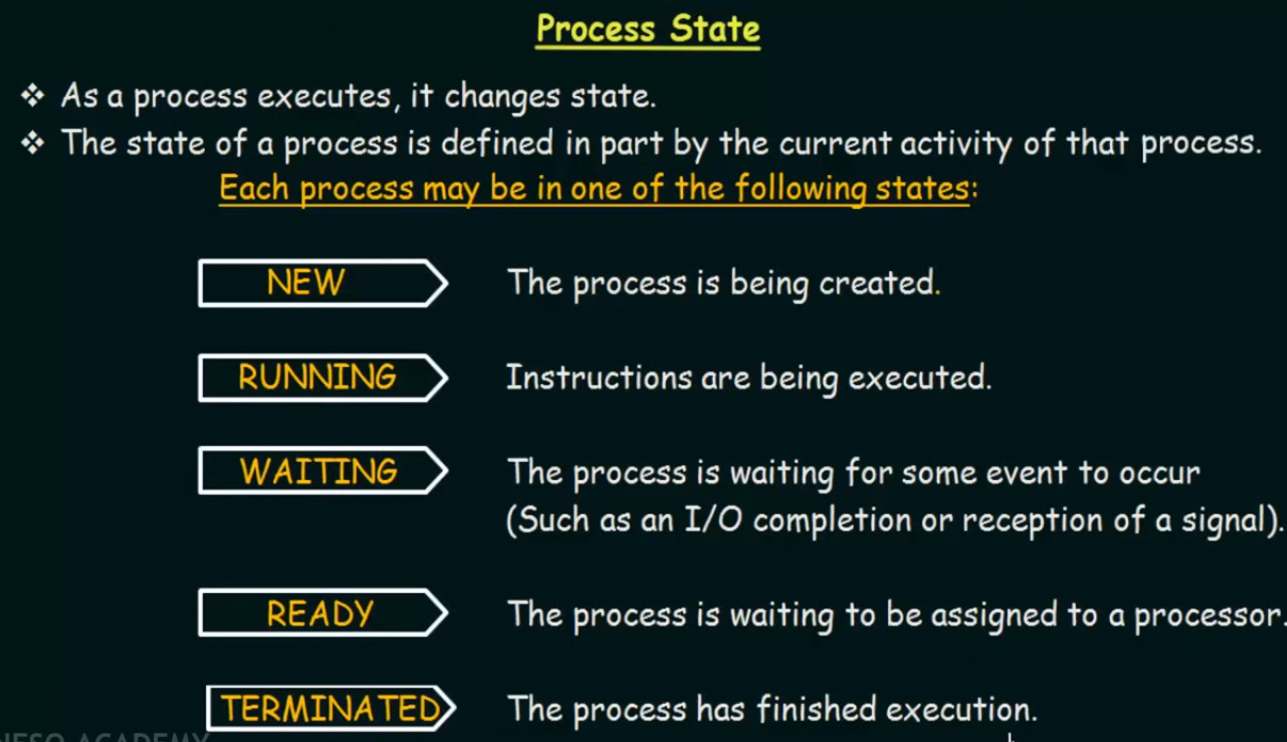 Process State
❖ As a process executes, it changes state.
❖ The state of a process is defined in part by the current activity of that process.
Each process may be in one of the following states:
NEW The process is being created.
RUNNING Instructions are being executed.
WAITING The process is waiting for some event to occur
(Such as an I/O completion or reception of a signal).
READY The process is waiting to be assigned to a processor.
TERMINATED The process has finished execution.
NESO ACADEMY